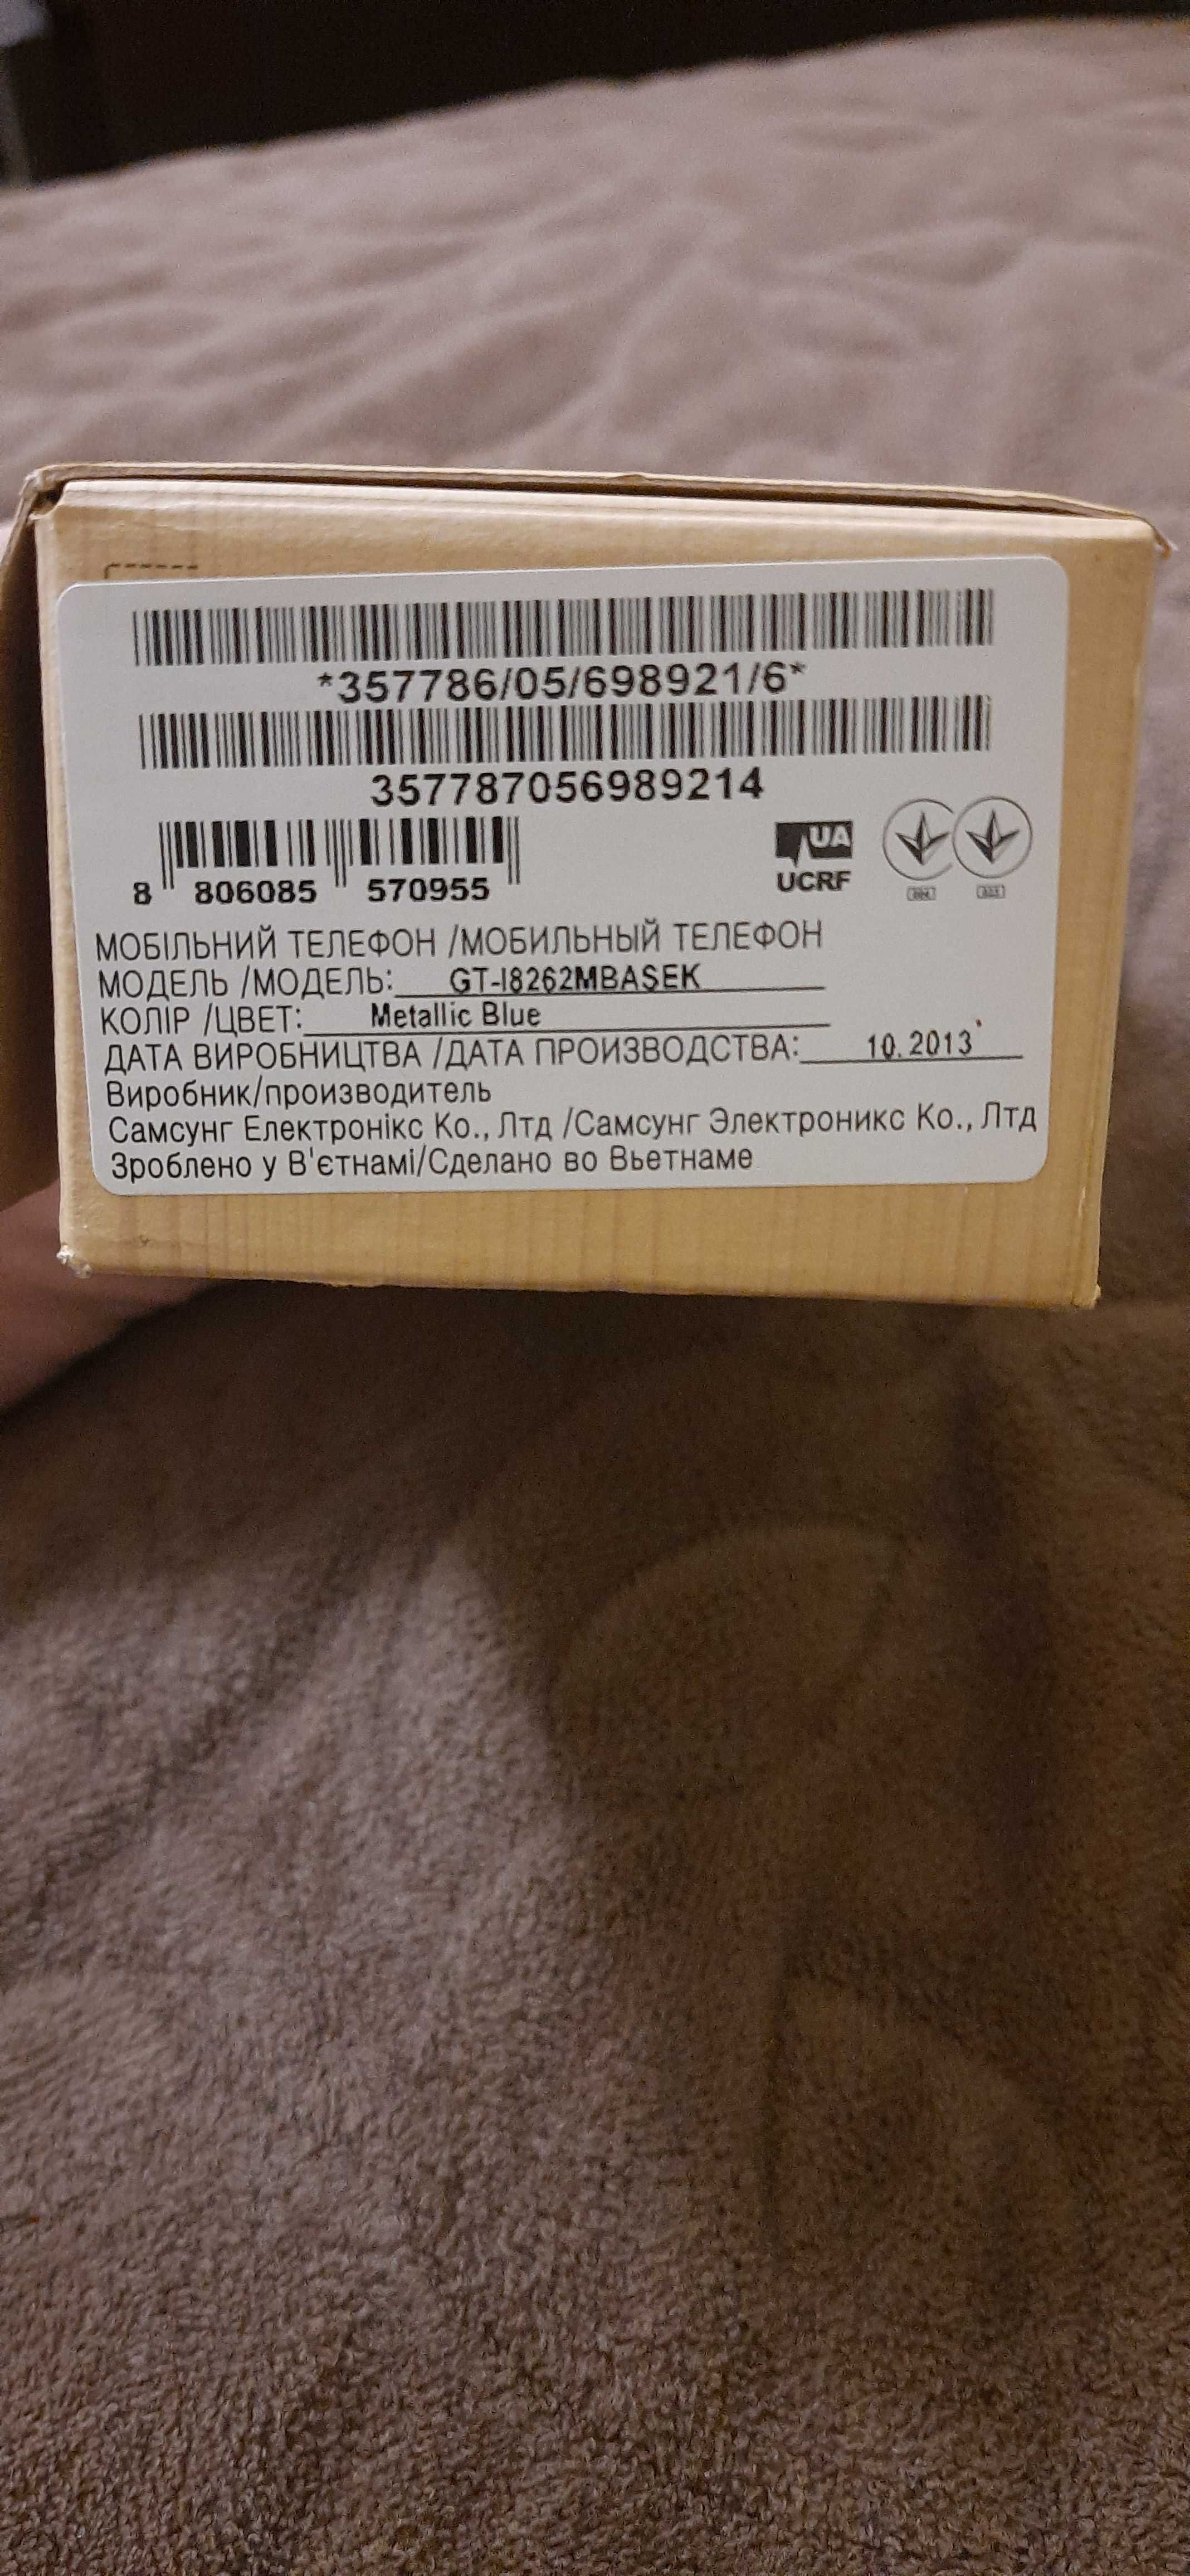 *357786/05/698921/6*
357787056989214
8 806085 570955
UA
UCRF
МОБІЛЬНИЙ ТЕЛЕФОН /МОБИЛЬНЫЙ ТЕЛЕФОН
МОДЕЛЬ /МОДЕЛЬ: GT-I8262MBASEK
КОЛІР /ЦВЕТ: Metallic Blue
ДАТА ВИРОБНИЦТВА /ДАТА ПРОИЗВОДСТВА: 10. 2013
Виробник/производитель
Самсунг Електронікс Ко., Лтд /Самсунг Электроникс Ко., Лтд
Зроблено у В'єтнамі/Сделано во Вьетнаме